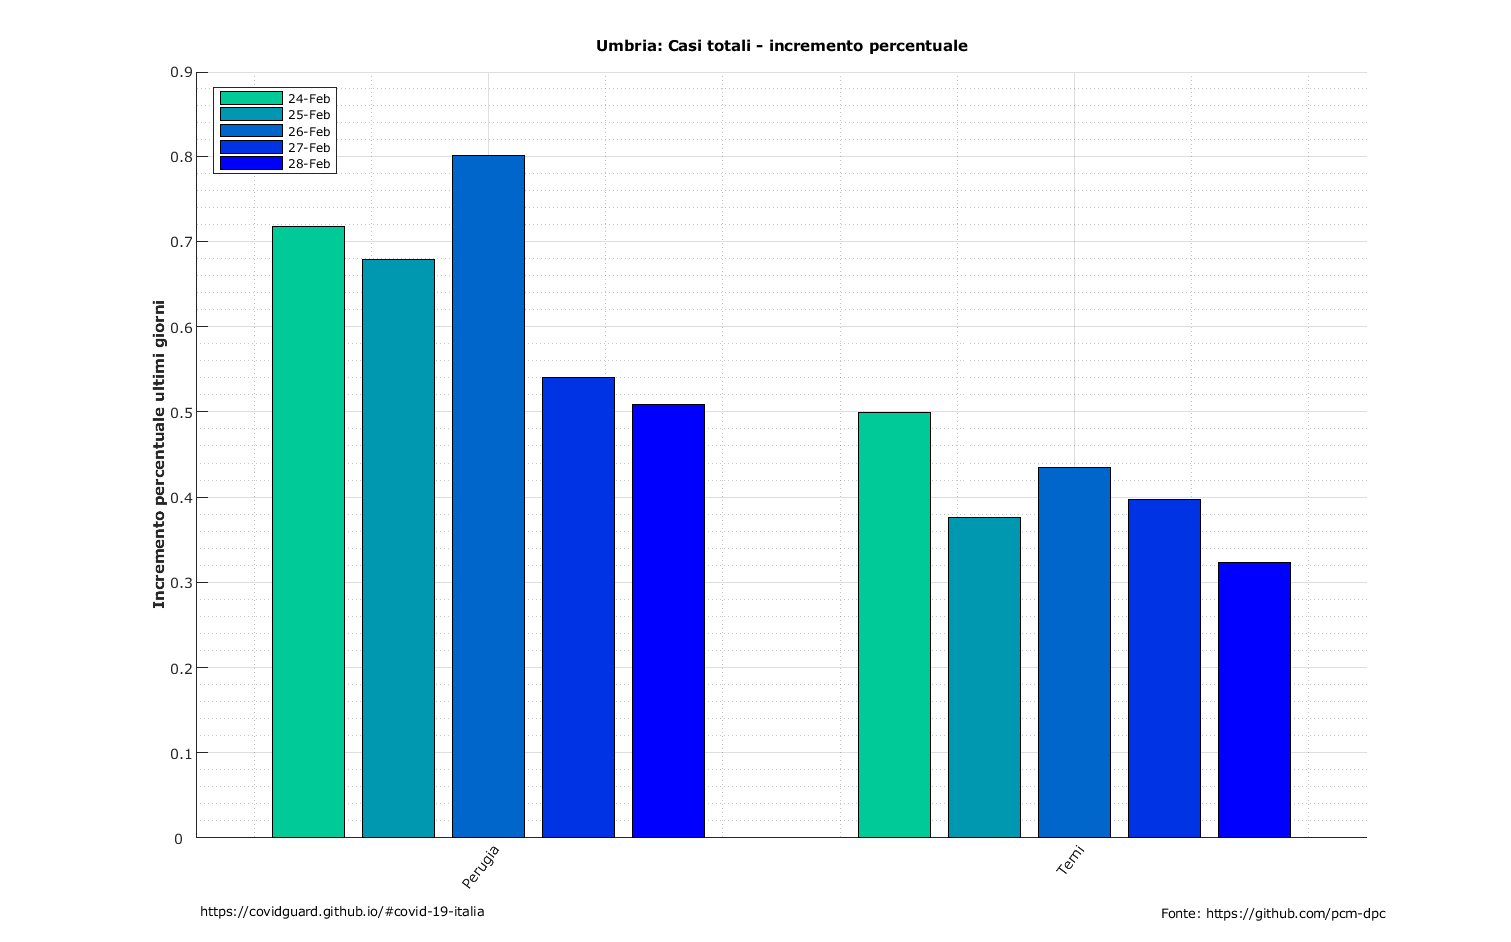 Umbria: Casi totali - incremento percentuale
Incremento percentuale ultimi giorni
0.9
0.8
0.7
0.6
0.5
0.4
0.3
0.2
0.1
0
24-Feb
25-Feb
26-Feb
27-Feb
28-Feb
Perugia
Terni
https://covidguard.github.io/#covid-19-italia
Fonte: https://github.com/pcm-dpc